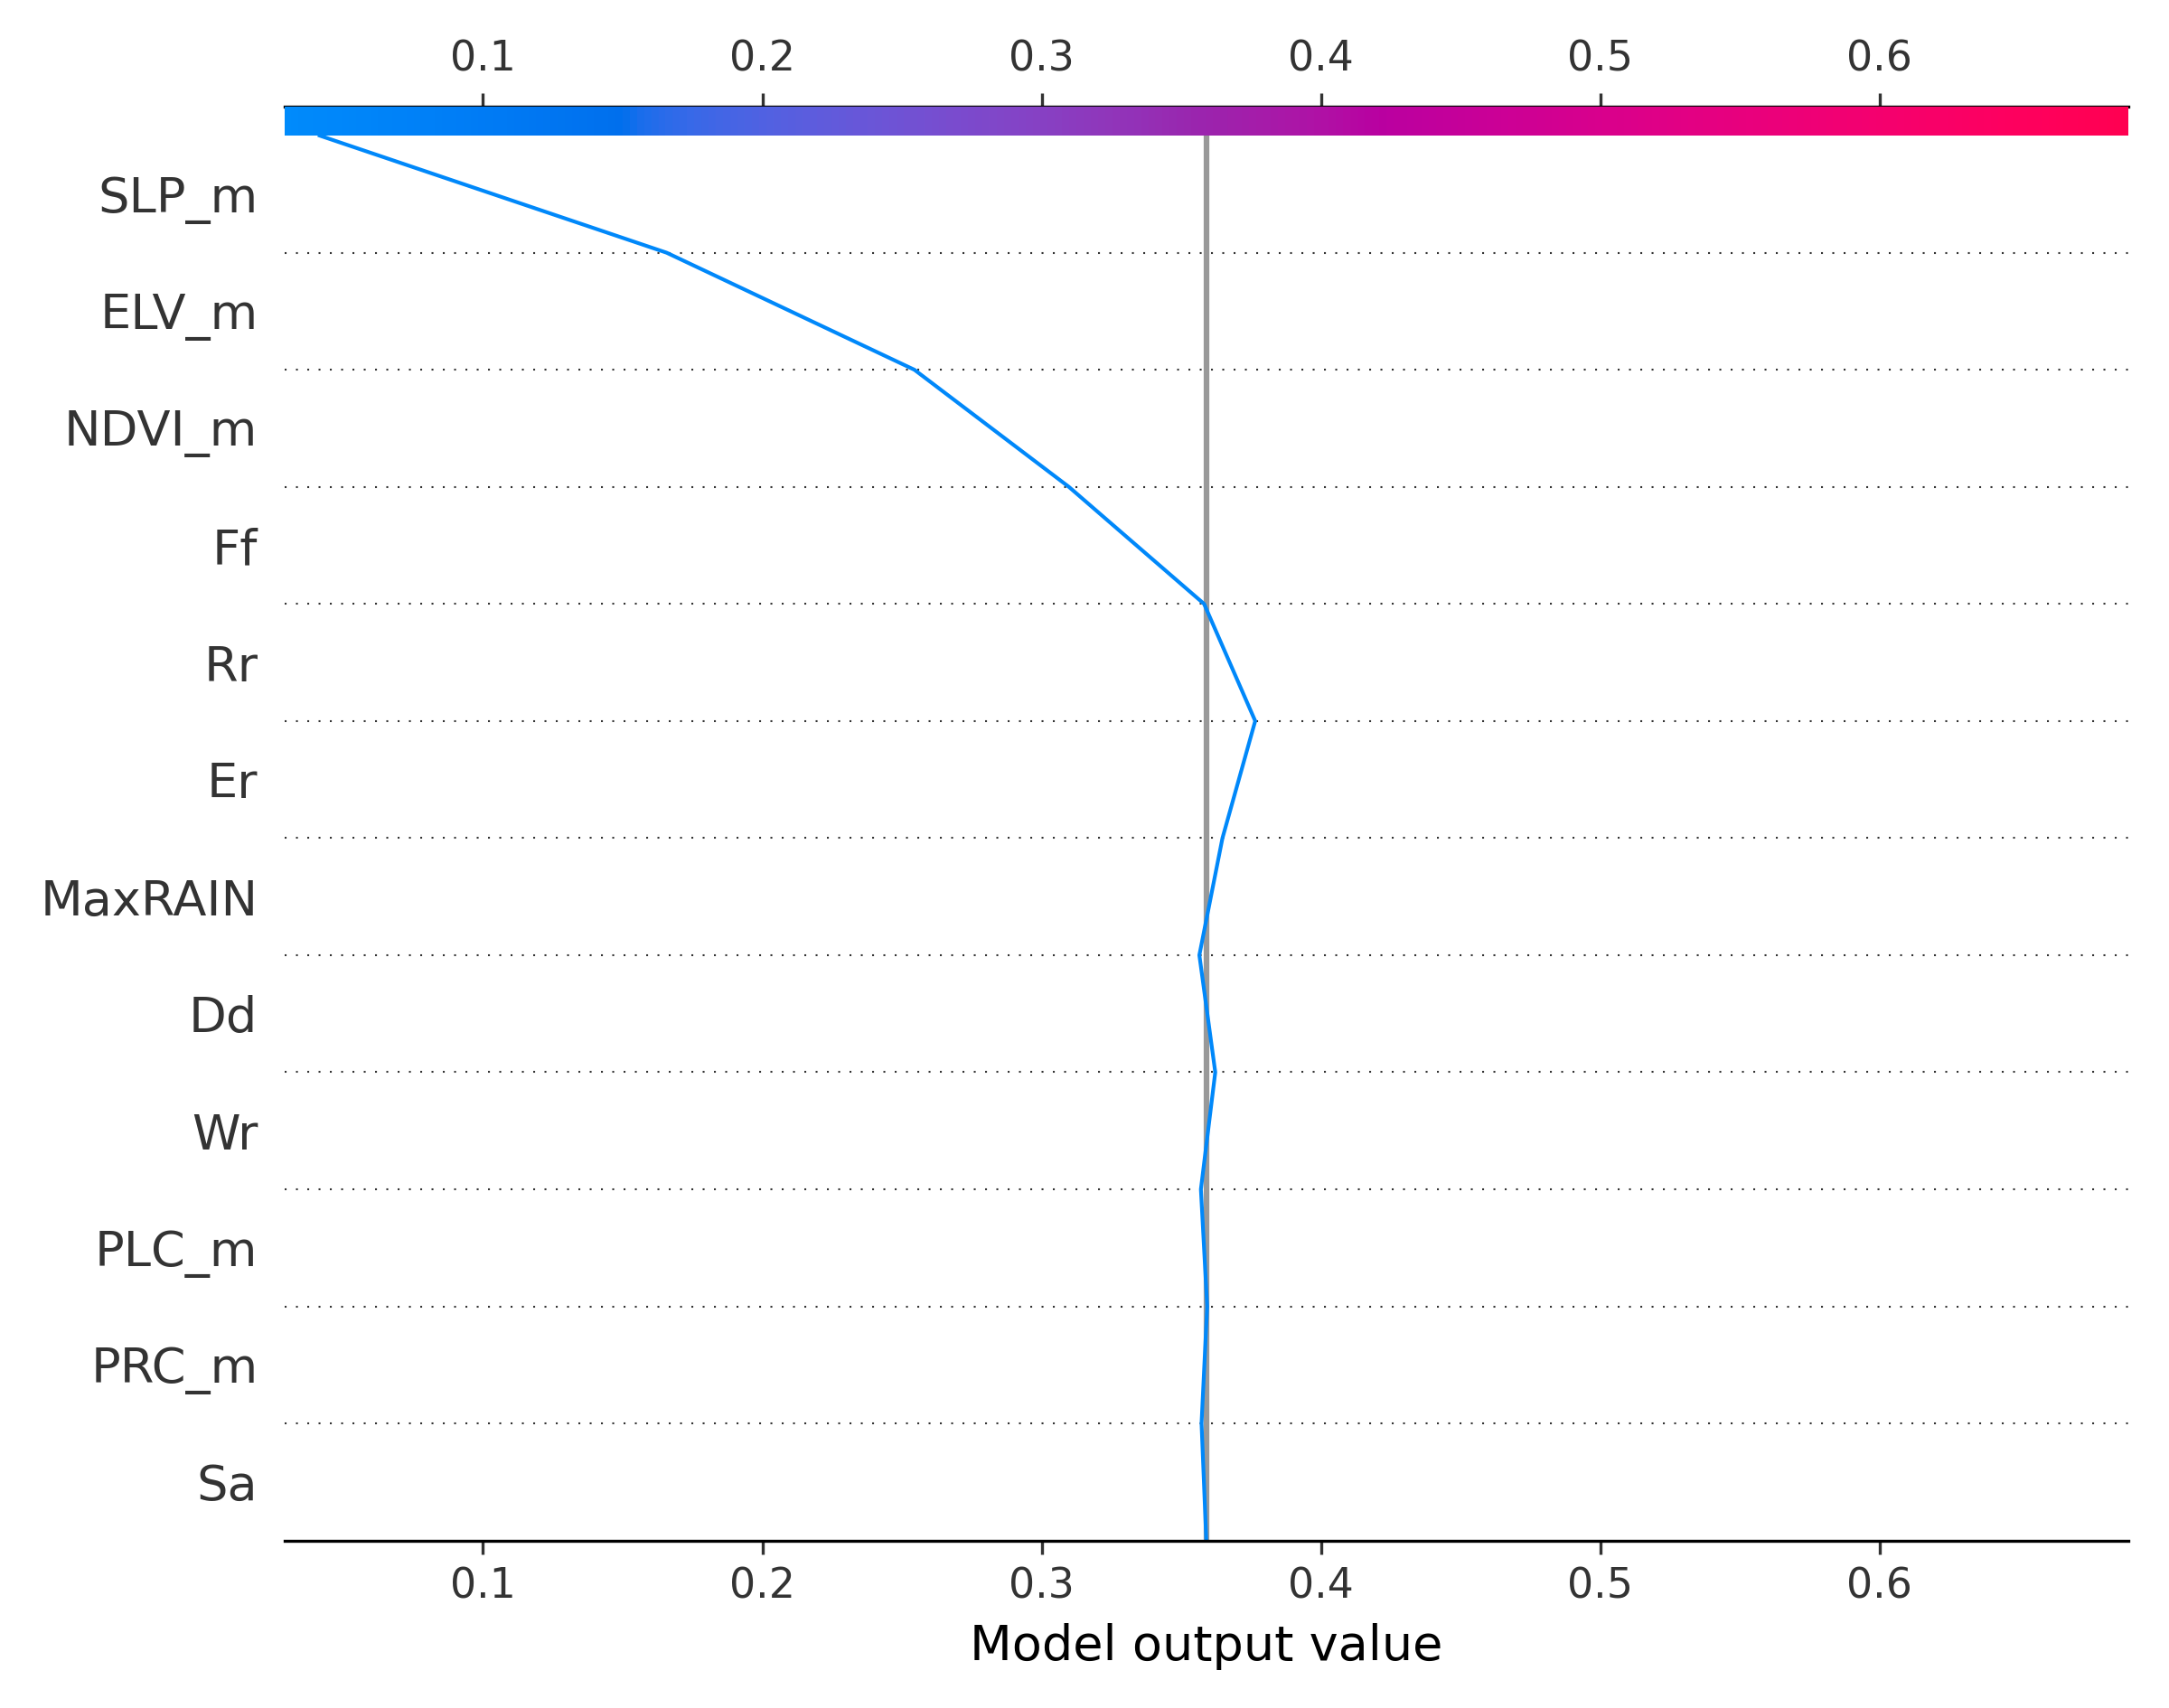 0.1 0.2 0.3 0.4 0.5 0.6
SLP_m
ELV_m
NDVI_m
Ff
Rr
Er
MaxRAIN
Dd
Wr
PLC_m
PRC_m
Sa
0.1 0.2 0.3 0.4 0.5 0.6
Model output value